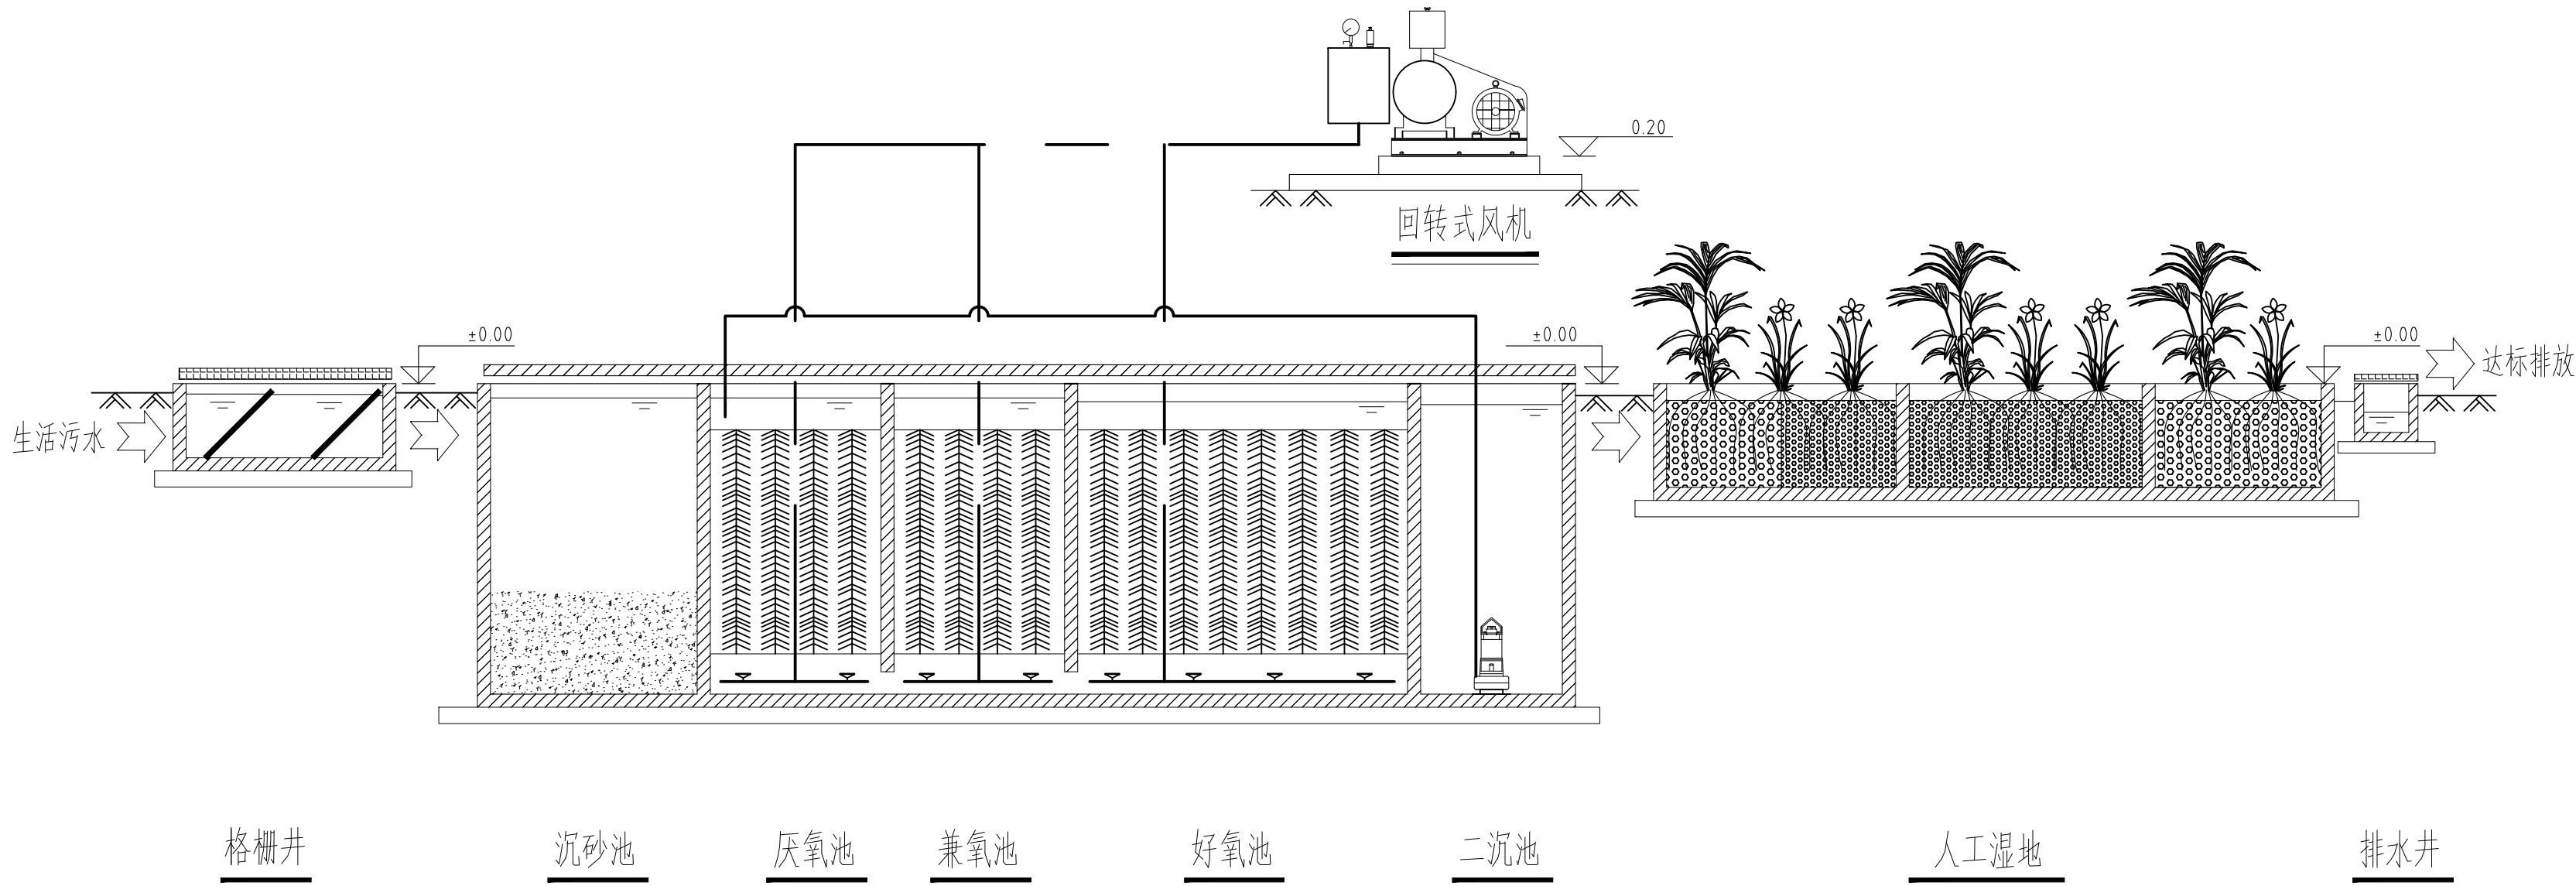 0.20
回转式风机
±0.00
±0.00
±0.00
达标排放
生活污水
格栅井
沉砂池
厌氧池
兼氧池
好氧池
二沉池
人工湿地
排水井